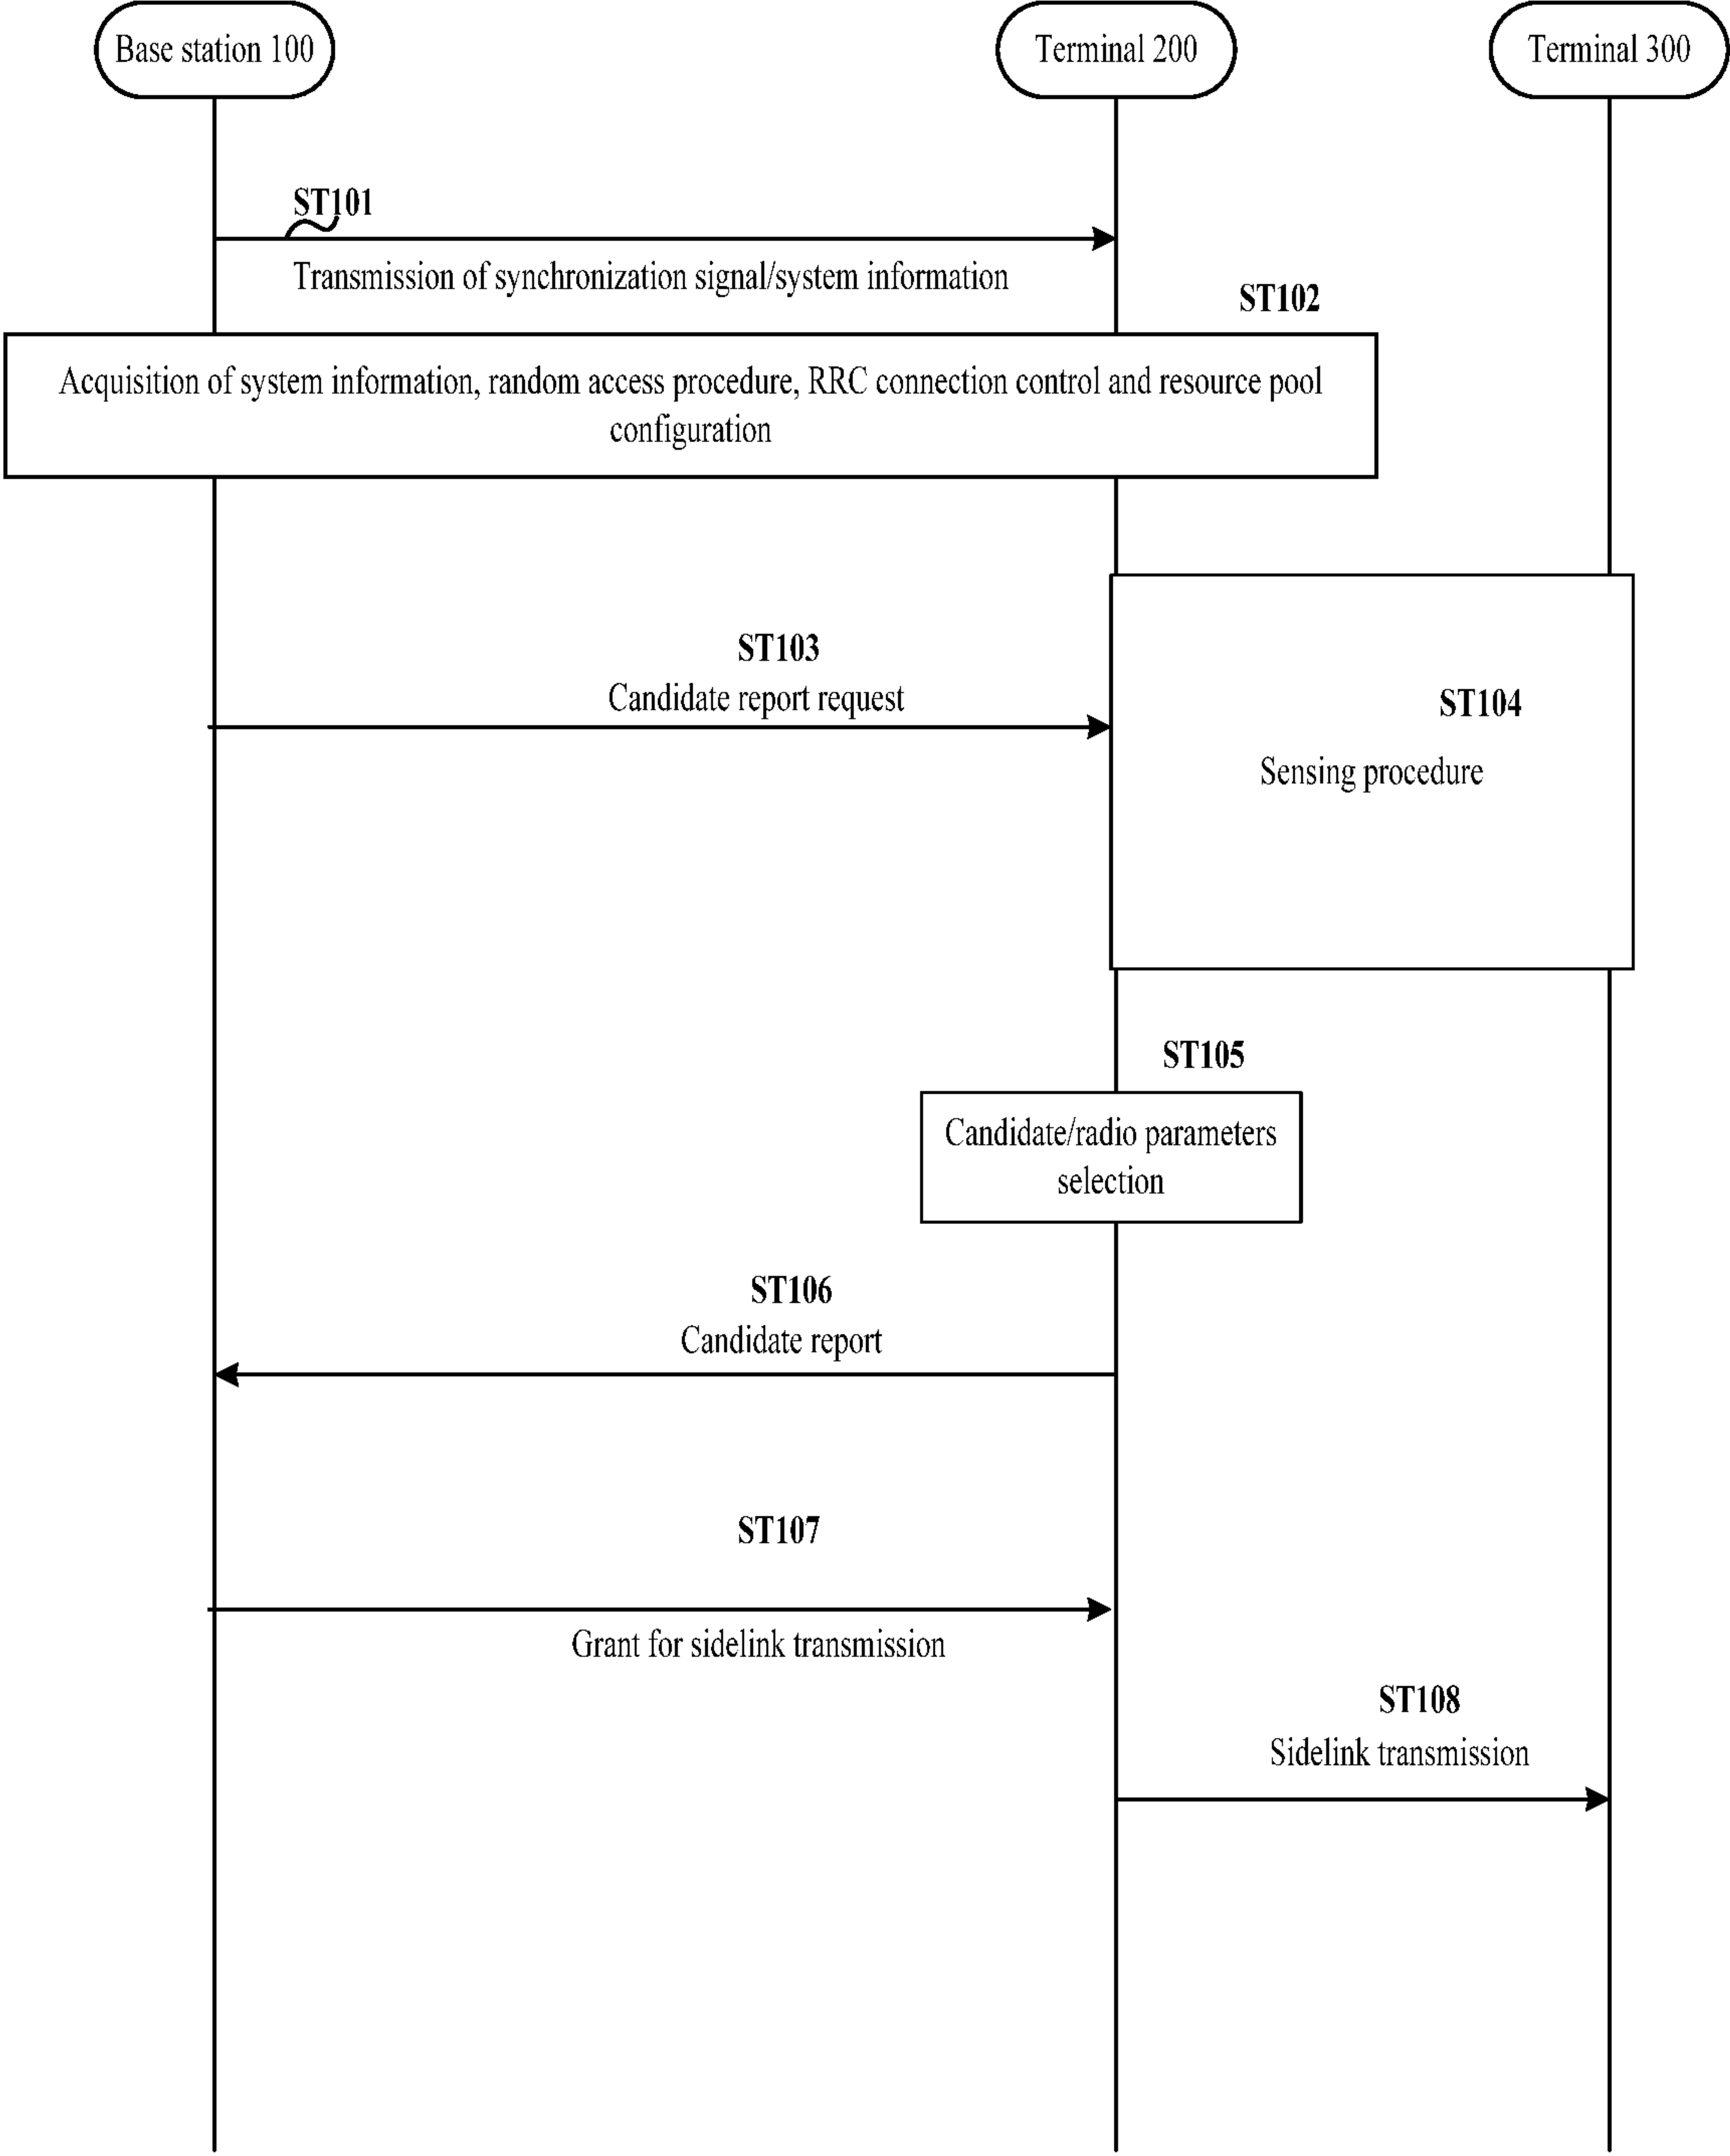 Base station 100
Terminal 200
Terminal 300
ST101
Transmission of synchronization signal/system information
ST102
Acquisition of system information, random access procedure, RRC connection control and resource pool
configuration
ST103
Candidate report request
ST104
Sensing procedure
ST105
Candidate/radio parameters
selection
ST106
Candidate report
ST107
Grant for sidelink transmission
ST108
Sidelink transmission